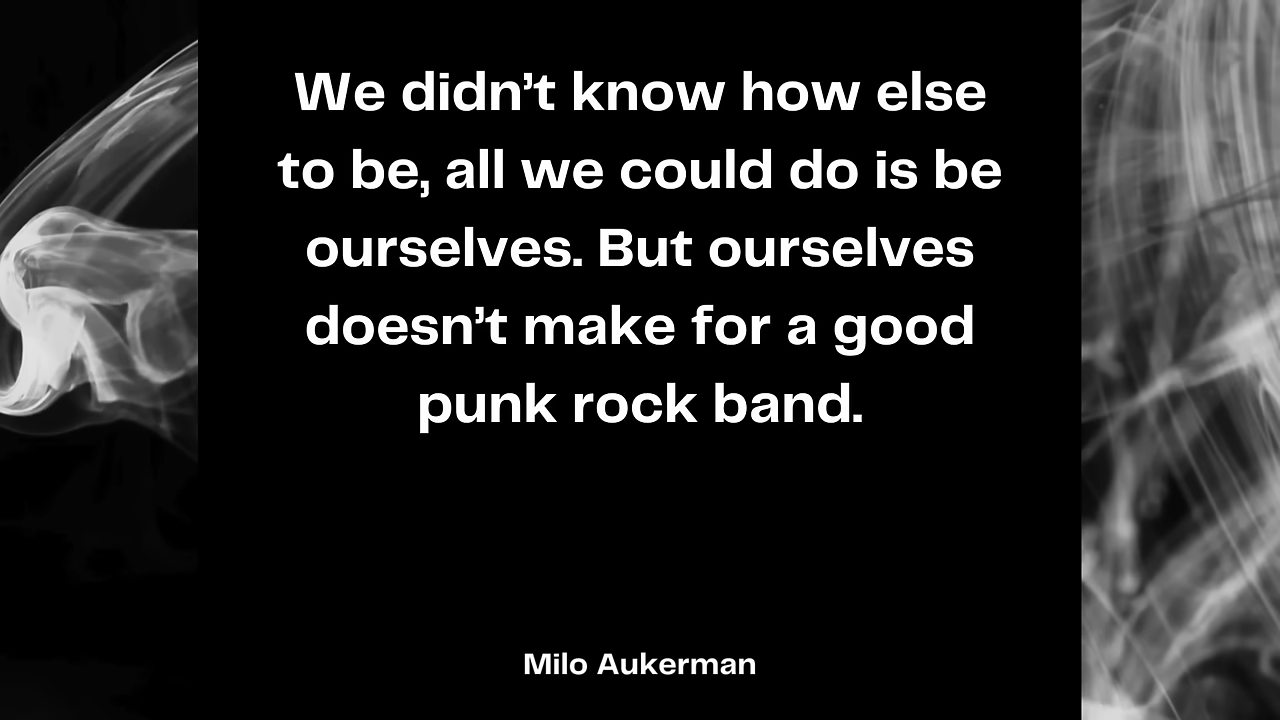 We didn’t know how else
to be, all we could do is be
ourselves. But ourselves
doesn’t make for a good
punk rock band.
Milo Aukerman